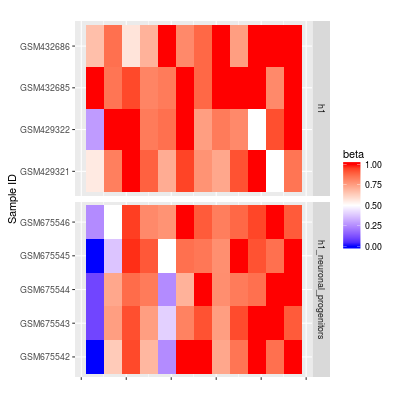 GSM432686
GSM432685
GSM429322
GSM429321
h1
GSM675546
GSM675545
GSM675544
GSM675543
GSM675542
h1_neuronal_progenitors
Sample ID
beta
1.00
0.75
0.50
0.25
0.00